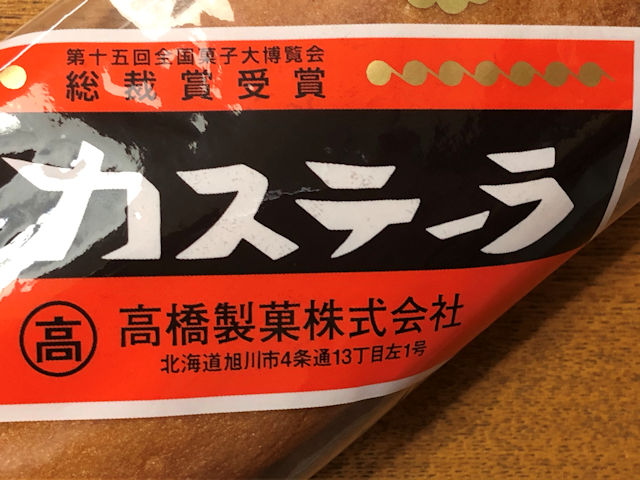 第十五回全国菓子大博覧会
総裁賞受賞
カステーラ
高
高橋製菓株式会社
北海道旭川市4条通13丁目左1号